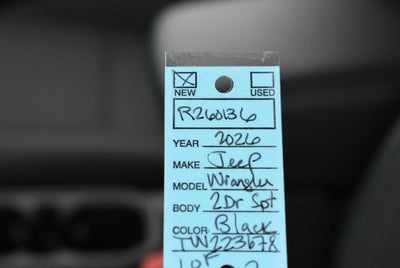 NEW USED
R260136
YEAR 2026
MAKE Jeep
MODEL Wrangler
BODY 2Dr Spt
COLOR Black
TW223678